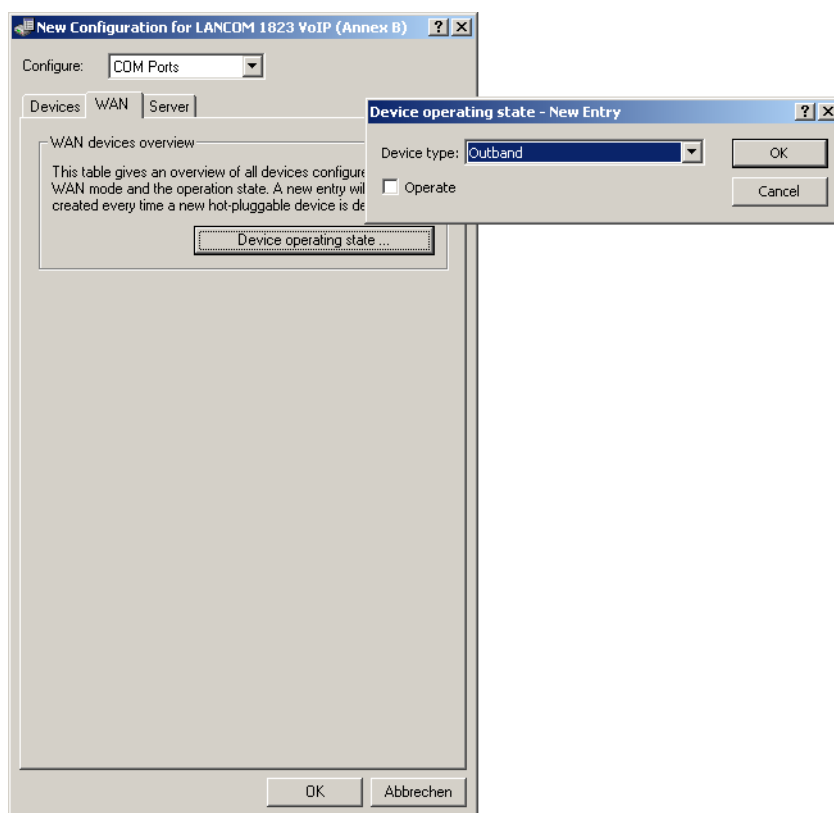 New Configuration for LANCOM 1823 VoIP (Annex B)
Configure: COM Ports
Devices WAN Server
WAN devices overview
This table gives an overview of all devices configure
WAN mode and the operation state. A new entry wil
created every time a new hot-pluggable device is de
Device operating state ...
OK Abbrechen
Device operating state - New Entry
Device type: Outband OK
Operate Cancel